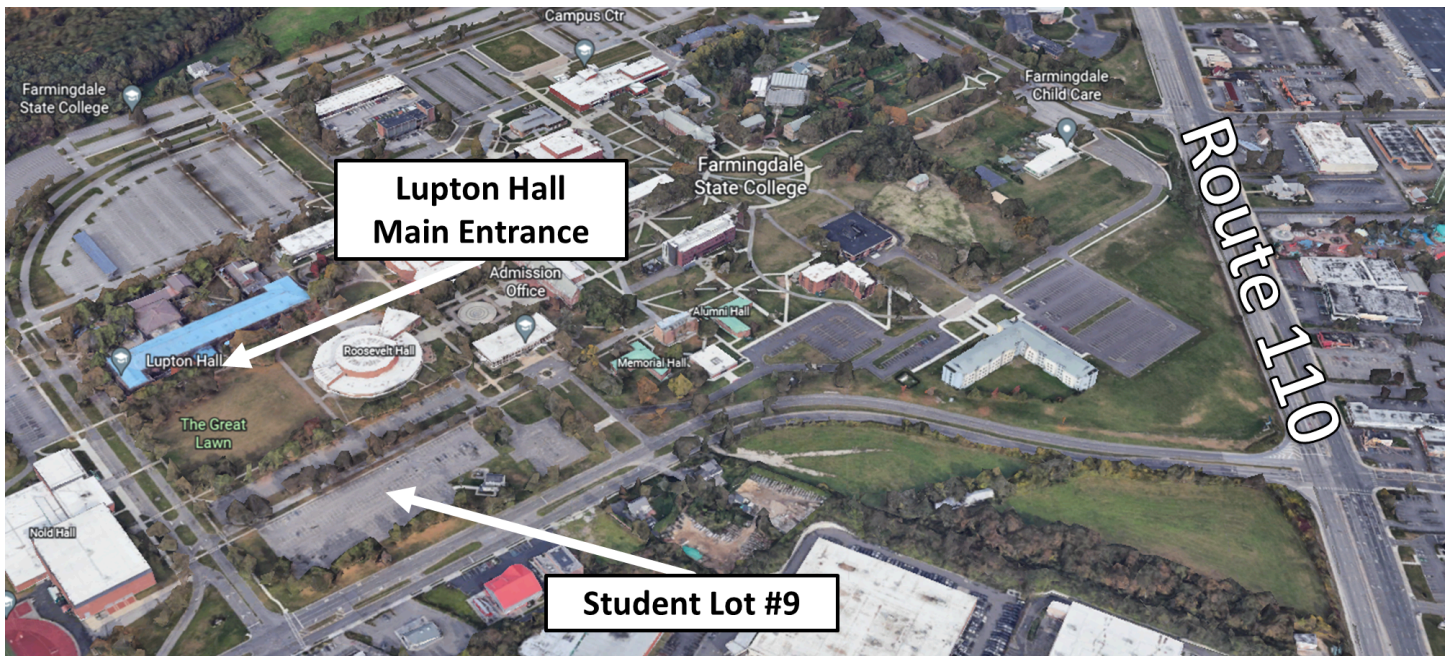 Campus Ctr
Farmingdale
State College
Farmingdale
Child Care
Route 110
Lupton Hall
Main Entrance
Farmingdale
State College
Admission
Office
Alumni Hall
Lupton Hall
Roosevelt Hall
Memorial Hall
The Great
Lawn
Nold Hall
Student Lot #9